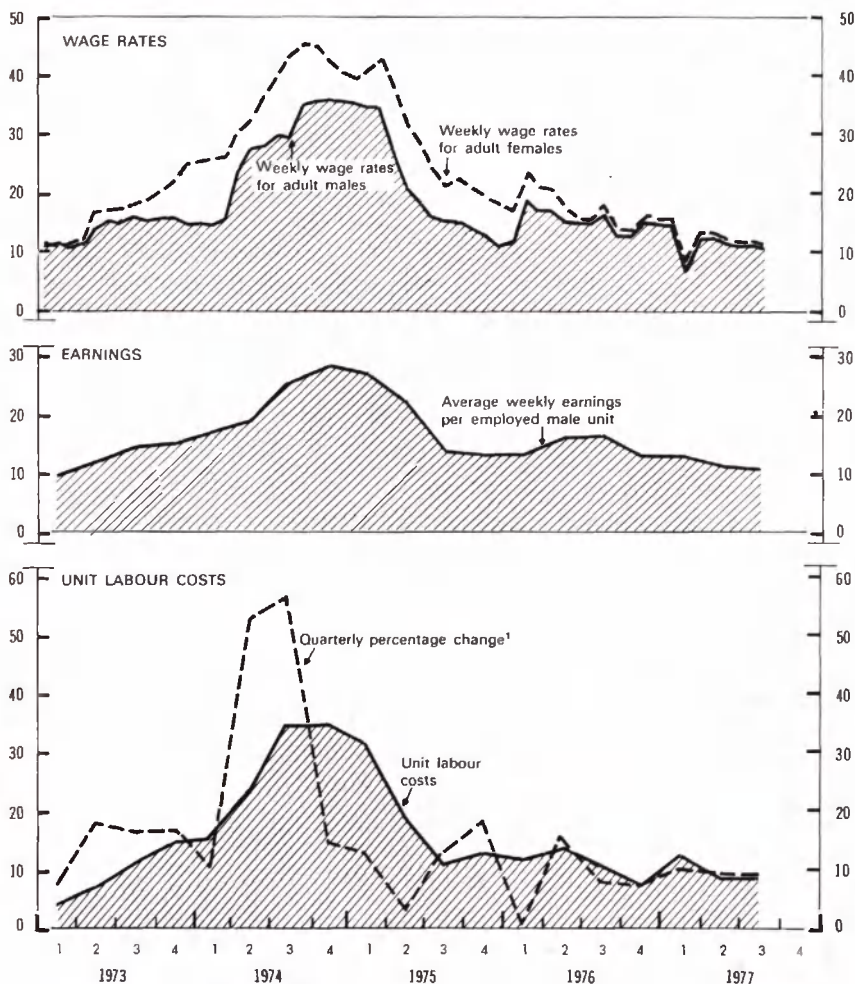 50
50
WAGE RATES
40
40
Weekly wage rates
for adult females
30
30
Weekly wage rates
for adult males
20
20
10
10
0
0
30
30
EARNINGS
Average weekly earnings
per employed male unit
20
20
10
10
0
0
60
60
UNIT LABOUR COSTS
Quarterly percentage change¹
50
50
40
40
30
30
Unit labour
costs
20
20
10
10
0
0
1 2 3 4 1 2 3 4 1 2 3 4 1 2 3 4 1 2 3 4
1973 1974 1975 1976 1977